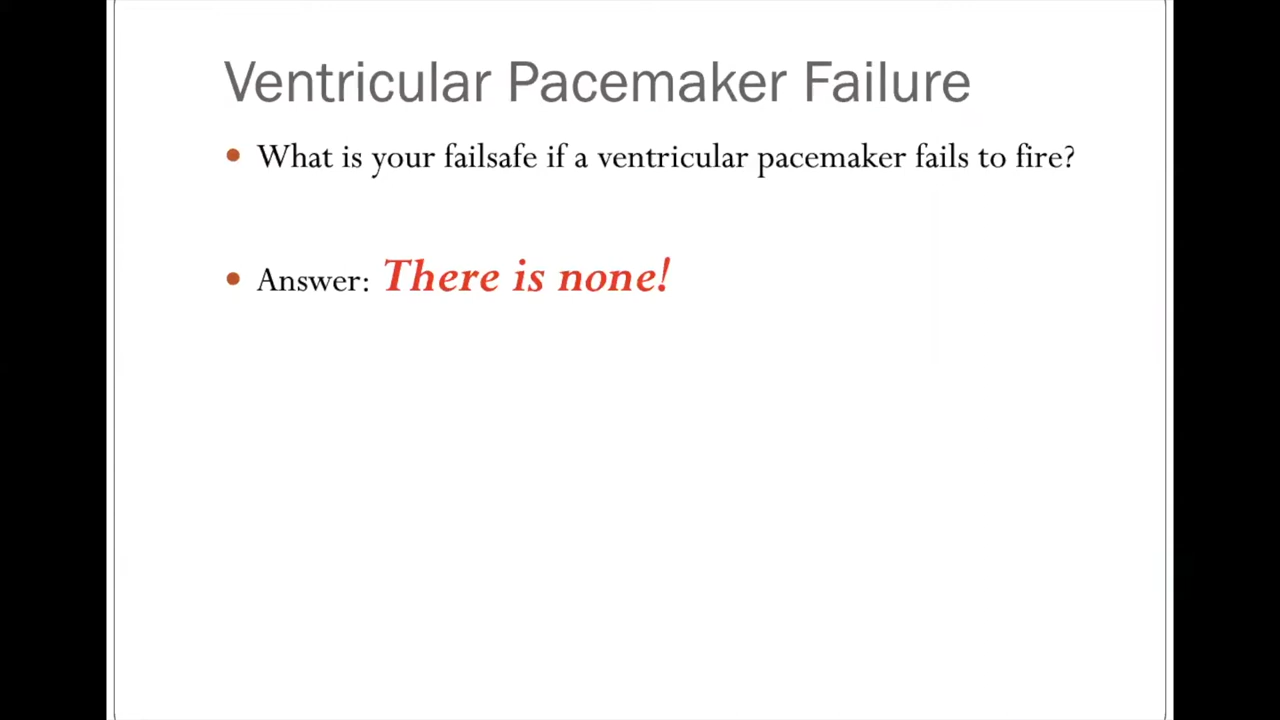 Ventricular Pacemaker Failure
• What is your failsafe if a ventricular pacemaker fails to fire?
• Answer: There is none!